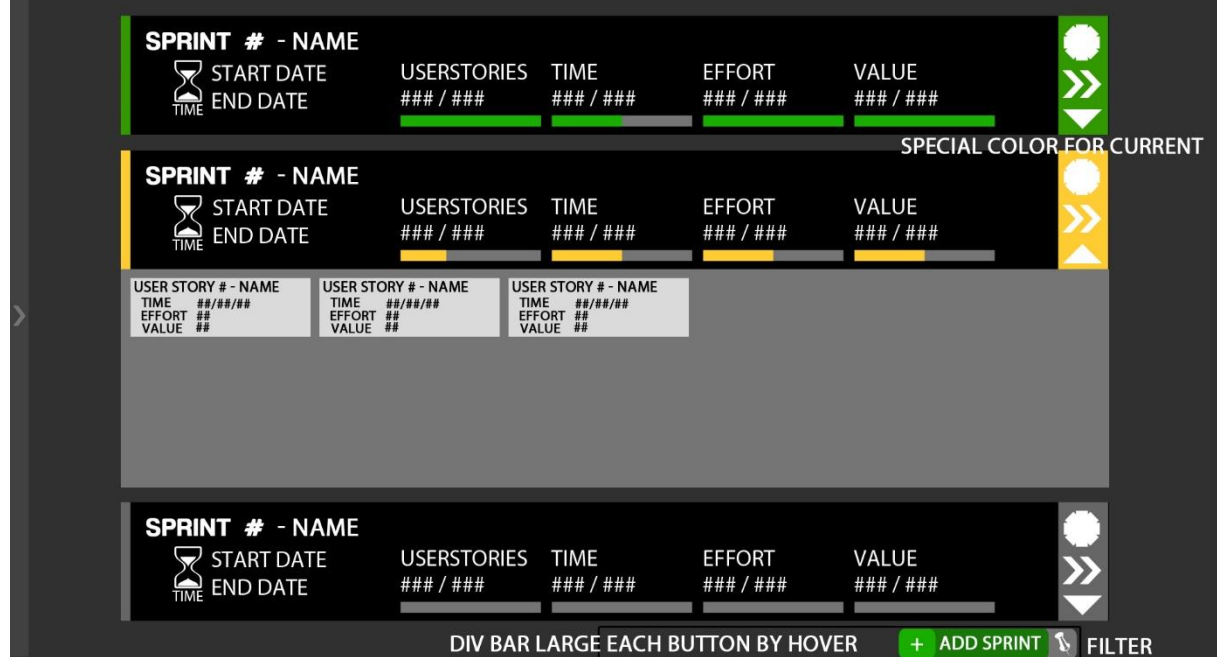 SPRINT # - NAME
START DATE
END DATE
TIME
USERSTORIES TIME EFFORT VALUE
### / ### ### / ### ### / ### ### / ###
SPECIAL COLOR FOR CURRENT
SPRINT # - NAME
START DATE
END DATE
TIME
USERSTORIES TIME EFFORT VALUE
### / ### ### / ### ### / ### ### / ###
USER STORY # - NAME
TIME ##/##/##
EFFORT ##
VALUE ##
USER STORY # - NAME
TIME ##/##/##
EFFORT ##
VALUE ##
USER STORY # - NAME
TIME ##/##/##
EFFORT ##
VALUE ##
SPRINT # - NAME
START DATE
END DATE
TIME
USERSTORIES TIME EFFORT VALUE
### / ### ### / ### ### / ### ### / ###
DIV BAR LARGE EACH BUTTON BY HOVER + ADD SPRINT FILTER